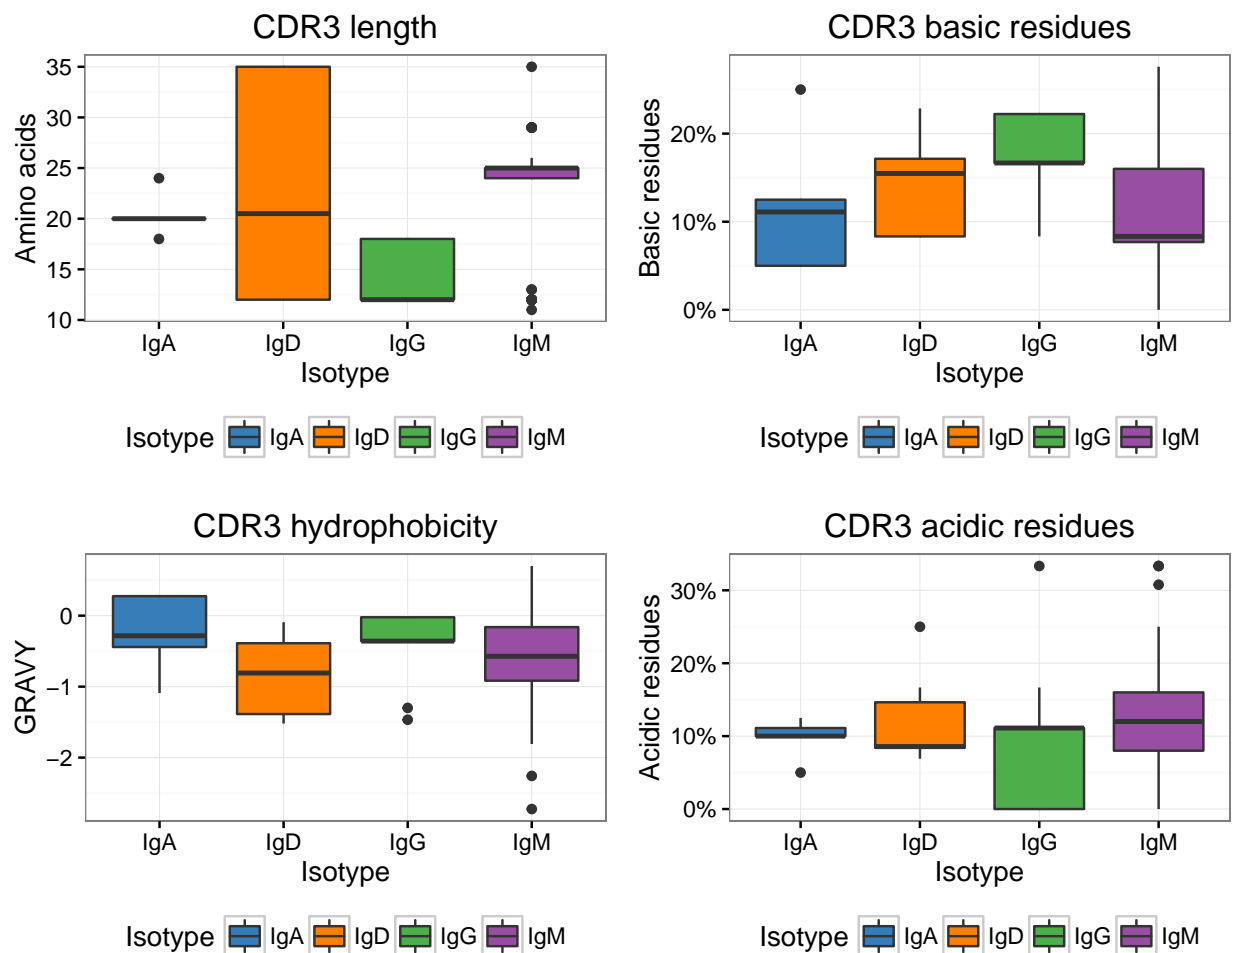 CDR3 length
Amino acids
35
30
25
20
15
10
IgA IgD IgG IgM
Isotype
Isotype IgA IgD IgG IgM
CDR3 basic residues
Basic residues
20%
10%
0%
IgA IgD IgG IgM
Isotype
Isotype IgA IgD IgG IgM
CDR3 hydrophobicity
GRAVY
0
−1
−2
IgA IgD IgG IgM
Isotype
Isotype IgA IgD IgG IgM
CDR3 acidic residues
Acidic residues
30%
20%
10%
0%
IgA IgD IgG IgM
Isotype
Isotype IgA IgD IgG IgM